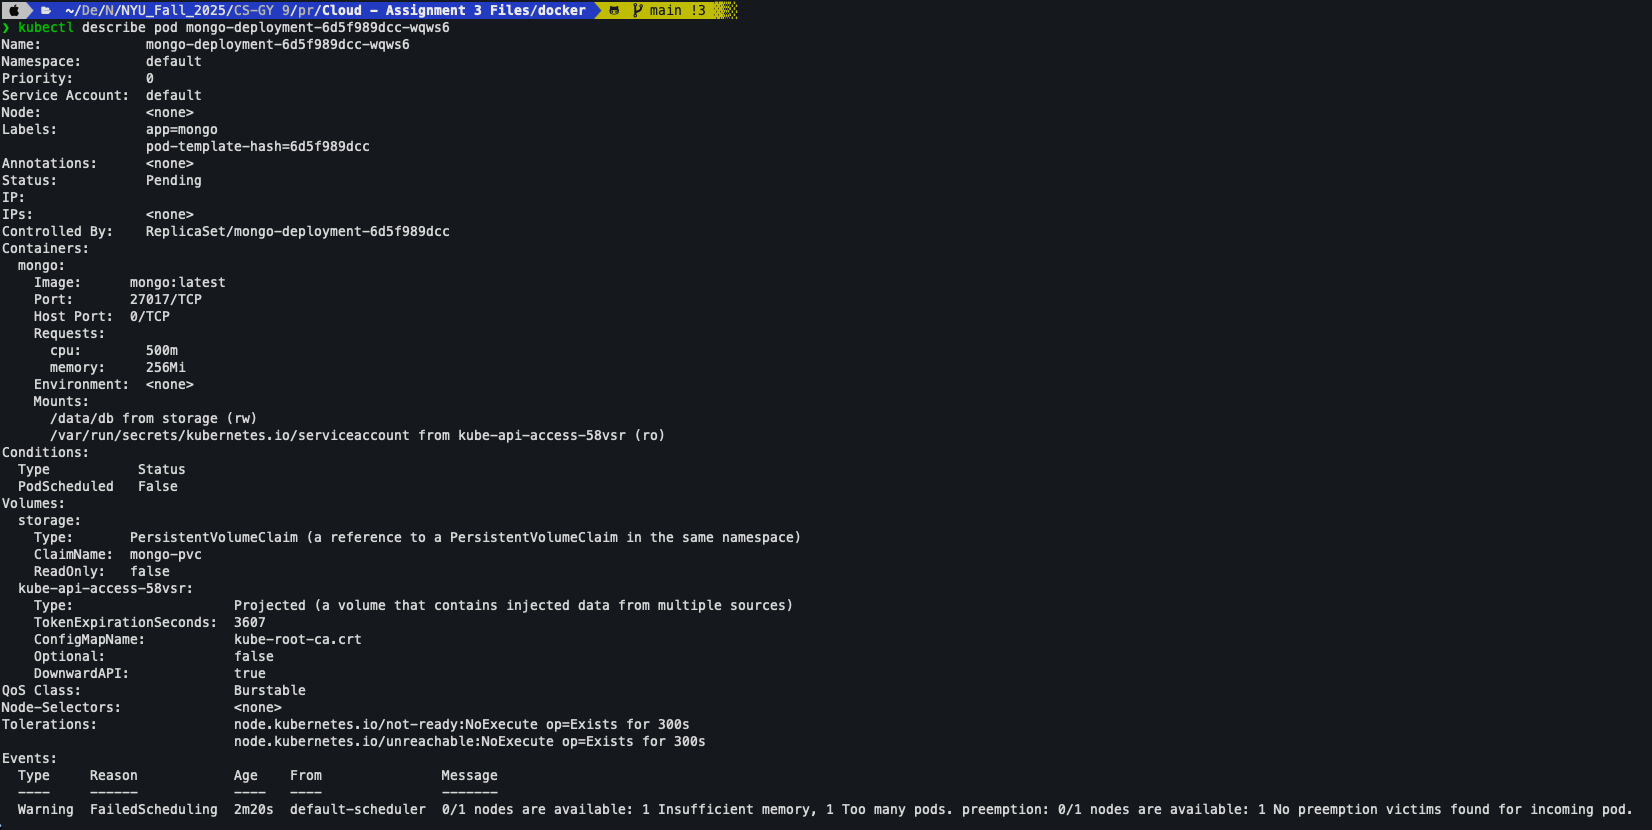 ~/De/N/NYU_Fall_2025/CS-GY 9/pr/Cloud - Assignment 3 Files/docker main !3
❯ kubectl describe pod mongo-deployment-6d5f989dcc-wqws6
Name:             mongo-deployment-6d5f989dcc-wqws6
Namespace:        default
Priority:         0
Service Account:  default
Node:             <none>
Labels:           app=mongo
                  pod-template-hash=6d5f989dcc
Annotations:      <none>
Status:           Pending
IP:
IPs:              <none>
Controlled By:    ReplicaSet/mongo-deployment-6d5f989dcc
Containers:
  mongo:
    Image:      mongo:latest
    Port:       27017/TCP
    Host Port:  0/TCP
    Requests:
      cpu:        500m
      memory:     256Mi
    Environment:  <none>
    Mounts:
      /data/db from storage (rw)
      /var/run/secrets/kubernetes.io/serviceaccount from kube-api-access-58vsr (ro)
Conditions:
  Type           Status
  PodScheduled   False
Volumes:
  storage:
    Type:       PersistentVolumeClaim (a reference to a PersistentVolumeClaim in the same namespace)
    ClaimName:  mongo-pvc
    ReadOnly:   false
  kube-api-access-58vsr:
    Type:                    Projected (a volume that contains injected data from multiple sources)
    TokenExpirationSeconds:  3607
    ConfigMapName:           kube-root-ca.crt
    Optional:                false
    DownwardAPI:             true
QoS Class:                   Burstable
Node-Selectors:              <none>
Tolerations:                 node.kubernetes.io/not-ready:NoExecute op=Exists for 300s
                             node.kubernetes.io/unreachable:NoExecute op=Exists for 300s
Events:
  Type     Reason            Age    From               Message
  ----     ------            ----   ----               -------
  Warning  FailedScheduling  2m20s  default-scheduler  0/1 nodes are available: 1 Insufficient memory, 1 Too many pods. preemption: 0/1 nodes are available: 1 No preemption victims found for incoming pod.